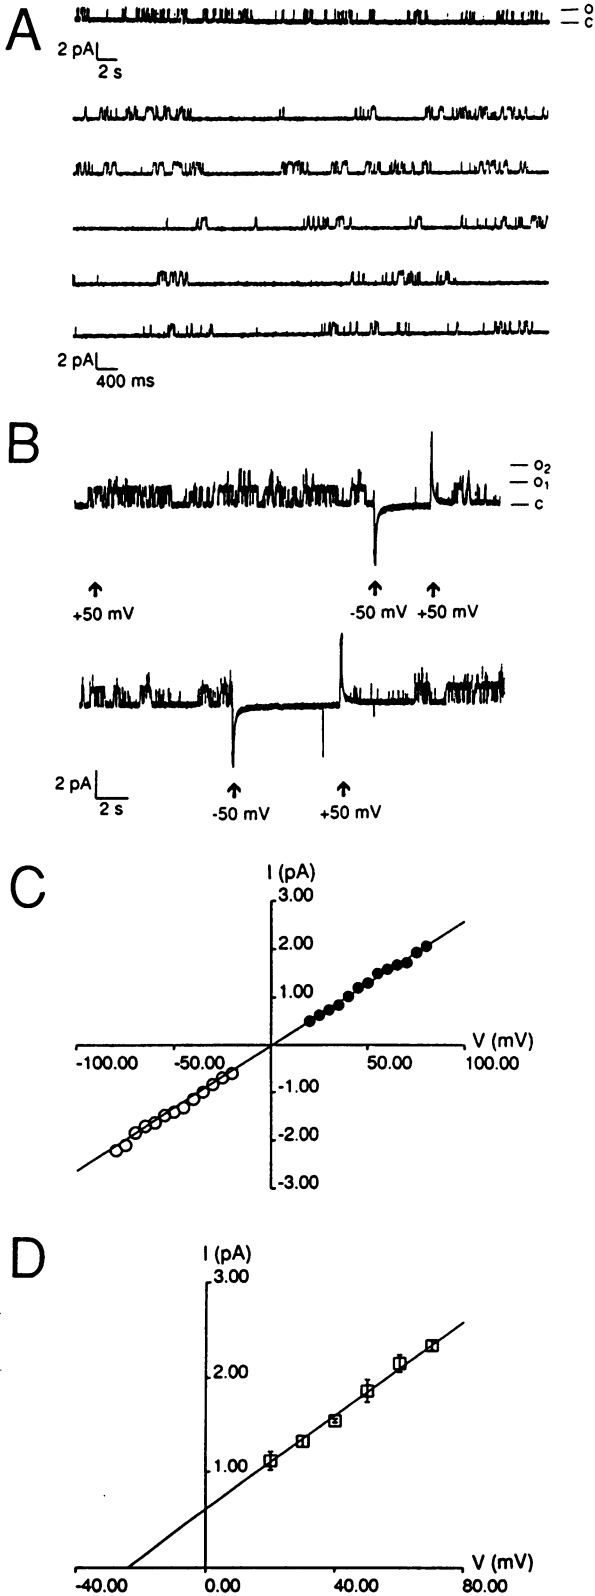 A
o
c
2 pA
2 s
2 pA
400 ms
B
o2
o1
c
+50 mV
-50 mV
+50 mV
2 pA
2 s
-50 mV
+50 mV
C
I (pA)
3.00
2.00
1.00
V (mV)
-100.00
-50.00
50.00
100.00
-1.00
-2.00
-3.00
D
I (pA)
3.00
2.00
1.00
V (mV)
-40.00
0.00
40.00
80.00